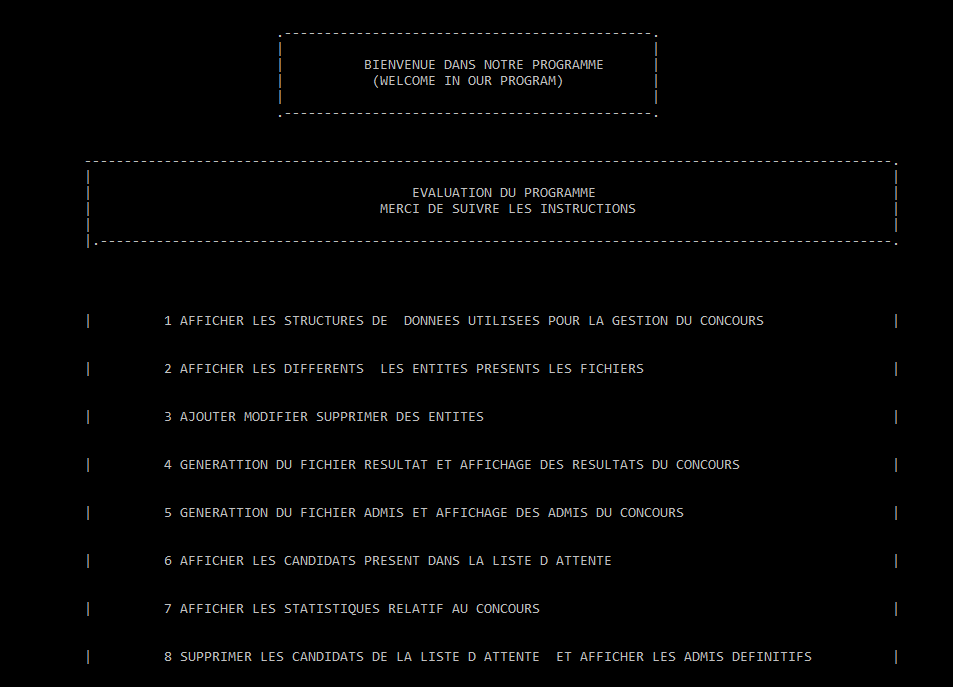 BIENVENUE DANS NOTRE PROGRAMME
(WELCOME IN OUR PROGRAM)
EVALUATION DU PROGRAMME
MERCI DE SUIVRE LES INSTRUCTIONS
1 AFFICHER LES STRUCTURES DE  DONNEES UTILISEES POUR LA GESTION DU CONCOURS
2 AFFICHER LES DIFFERENTS  LES ENTITES PRESENTS LES FICHIERS
3 AJOUTER MODIFIER SUPPRIMER DES ENTITES
4 GENERATTION DU FICHIER RESULTAT ET AFFICHAGE DES RESULTATS DU CONCOURS
5 GENERATTION DU FICHIER ADMIS ET AFFICHAGE DES ADMIS DU CONCOURS
6 AFFICHER LES CANDIDATS PRESENT DANS LA LISTE D ATTENTE
7 AFFICHER LES STATISTIQUES RELATIF AU CONCOURS
8 SUPPRIMER LES CANDIDATS DE LA LISTE D ATTENTE  ET AFFICHER LES ADMIS DEFINITIFS